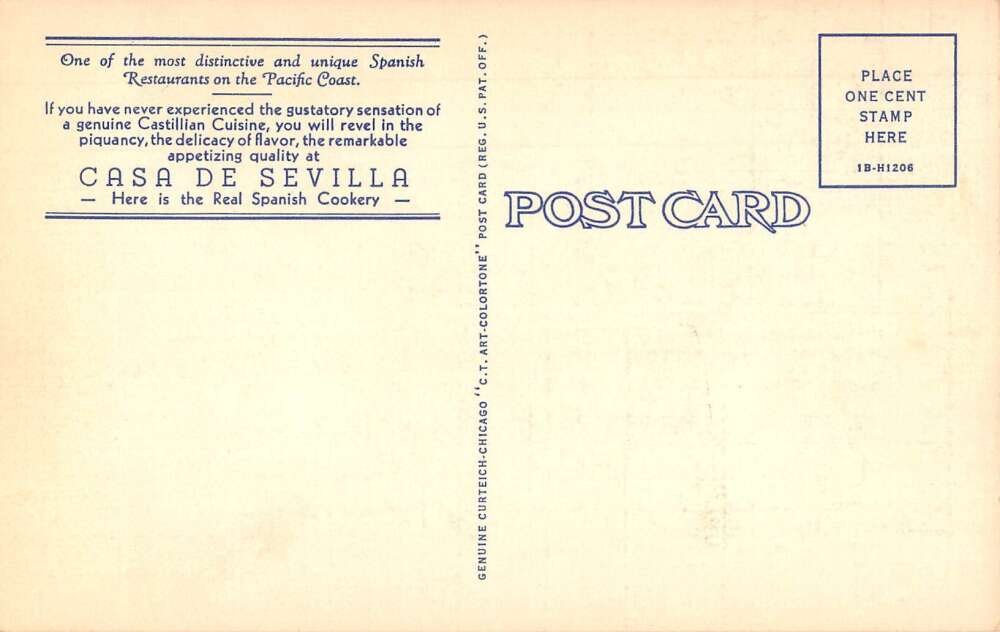 One of the most distinctive and unique Spanish
Restaurants on the Pacific Coast.
If you have never experienced the gustatory sensation of
a genuine Castillian Cuisine, you will revel in the
piquancy, the delicacy of flavor, the remarkable
appetizing quality at
CASA DE SEVILLA
— Here is the Real Spanish Cookery —
GENUINE CURTEICH-CHICAGO "C.T. ART-COLORTONE" POST CARD (REG. U.S. PAT. OFF.)
POST CARD
PLACE
ONE CENT
STAMP
HERE
1B-H1206